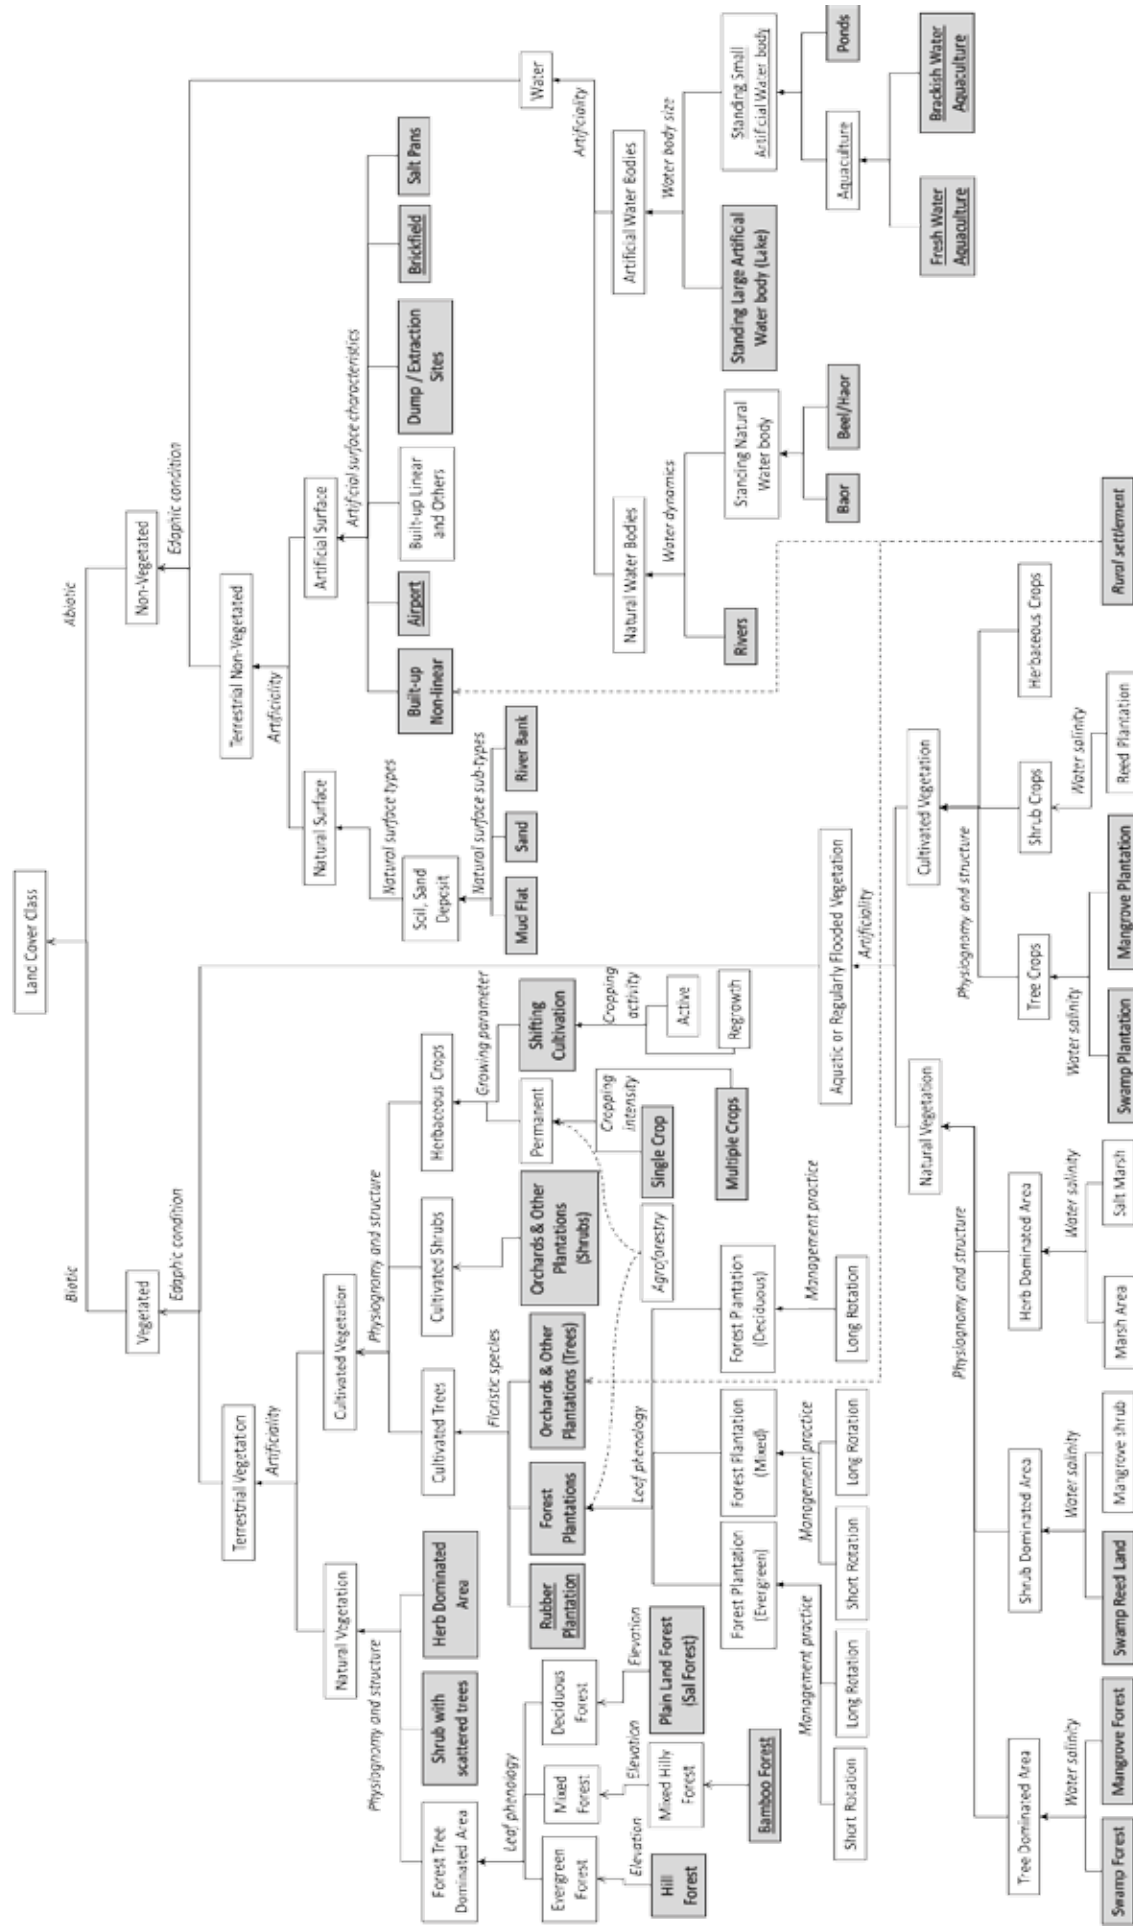 Land Cover Class
Biotic
Abiotic
Vegetated
Non-Vegetated
Edaphic condition
Edaphic condition
Terrestrial Vegetation
Terrestrial Non-Vegetated
Artificiality
Artificiality
Natural Vegetation
Cultivated Vegetation
Natural Surface
Artificial Surface
Physiognomy and structure
Physiognomy and structure
Natural surface types
Artificial surface characteristics
Forest Tree
Dominated Area
Shrub with
scattered trees
Herb Dominated
Area
Cultivated Trees
Cultivated Shrubs
Herbaceous Crops
Soil, Sand
Deposit
Built-up
Non-linear
Airport
Built-up Linear
and Others
Dump / Extraction
Sites
Brickfield
Salt Pans
Leaf phenology
Floristic species
Growing parameter
Natural surface sub-types
Evergreen
Forest
Mixed
Forest
Deciduous
Forest
Rubber
Plantation
Forest
Plantations
Orchards & Other
Plantations (Trees)
Orchards & Other
Plantations
(Shrubs)
Permanent
Shifting
Cultivation
Mud Flat
Sand
River Bank
Water
Elevation
Elevation
Elevation
Cropping
intensity
Cropping
activity
Artificiality
Hill
Forest
Mixed Hilly
Forest
Plain Land Forest
(Sal Forest)
Leaf phenology
Agroforestry
Single Crop
Active
Natural Water Bodies
Artificial Water Bodies
Water dynamics
Water body size
Bamboo Forest
Forest Plantation
(Evergreen)
Forest Plantation
(Mixed)
Forest Plantation
(Deciduous)
Multiple Crops
Regrowth
Rivers
Stancing Natural
Water body
Standing Large Artificial
Water body (Lake)
Standing Small
Artificial Water body
Management practice
Management practice
Management practice
Short Rotation
Long Rotation
Short Rotation
Long Rotation
Long Rotation
Aquatic or Regularly Flooded Vegetation
Baor
Beel/Haor
Aquaculture
Ponds
Artificiality
Natural Vegetation
Cultivated Vegetation
Fresh Water
Aquaculture
Brackish Water
Aquaculture
Physiognomy and structure
Physiognomy and structure
Tree Dominated Area
Shrub Dominated Area
Herb Dominated Area
Tree Crops
Shrub Crops
Herbaceous Crops
Water salinity
Water salinity
Water salinity
Water salinity
Water salinity
Swamp Forest
Mangrove Forest
Swamp Reed Land
Mangrove shrub
Marsh Area
Salt Marsh
Swamp Plantation
Mangrove Plantation
Reed Plantation
Rural settlement